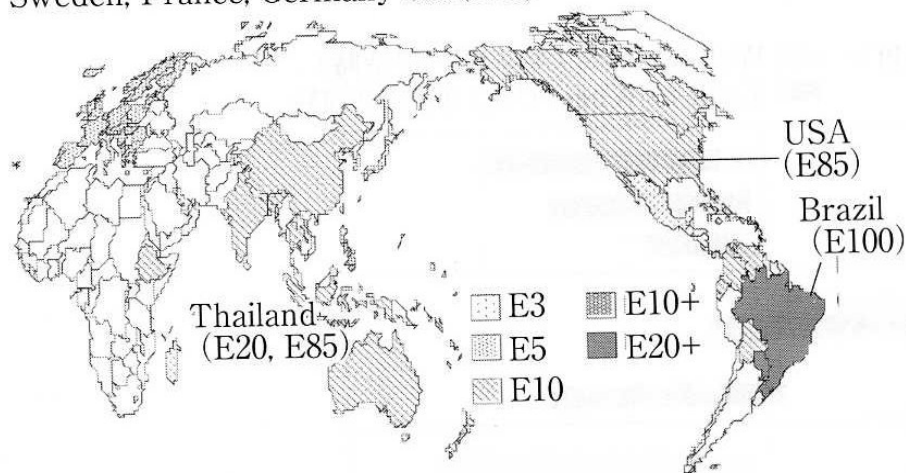 Sweden, France, Germany
USA
(E85)
Brazil
(E100)
Thailand
(E20, E85)
E3
E5
E10
E10+
E20+